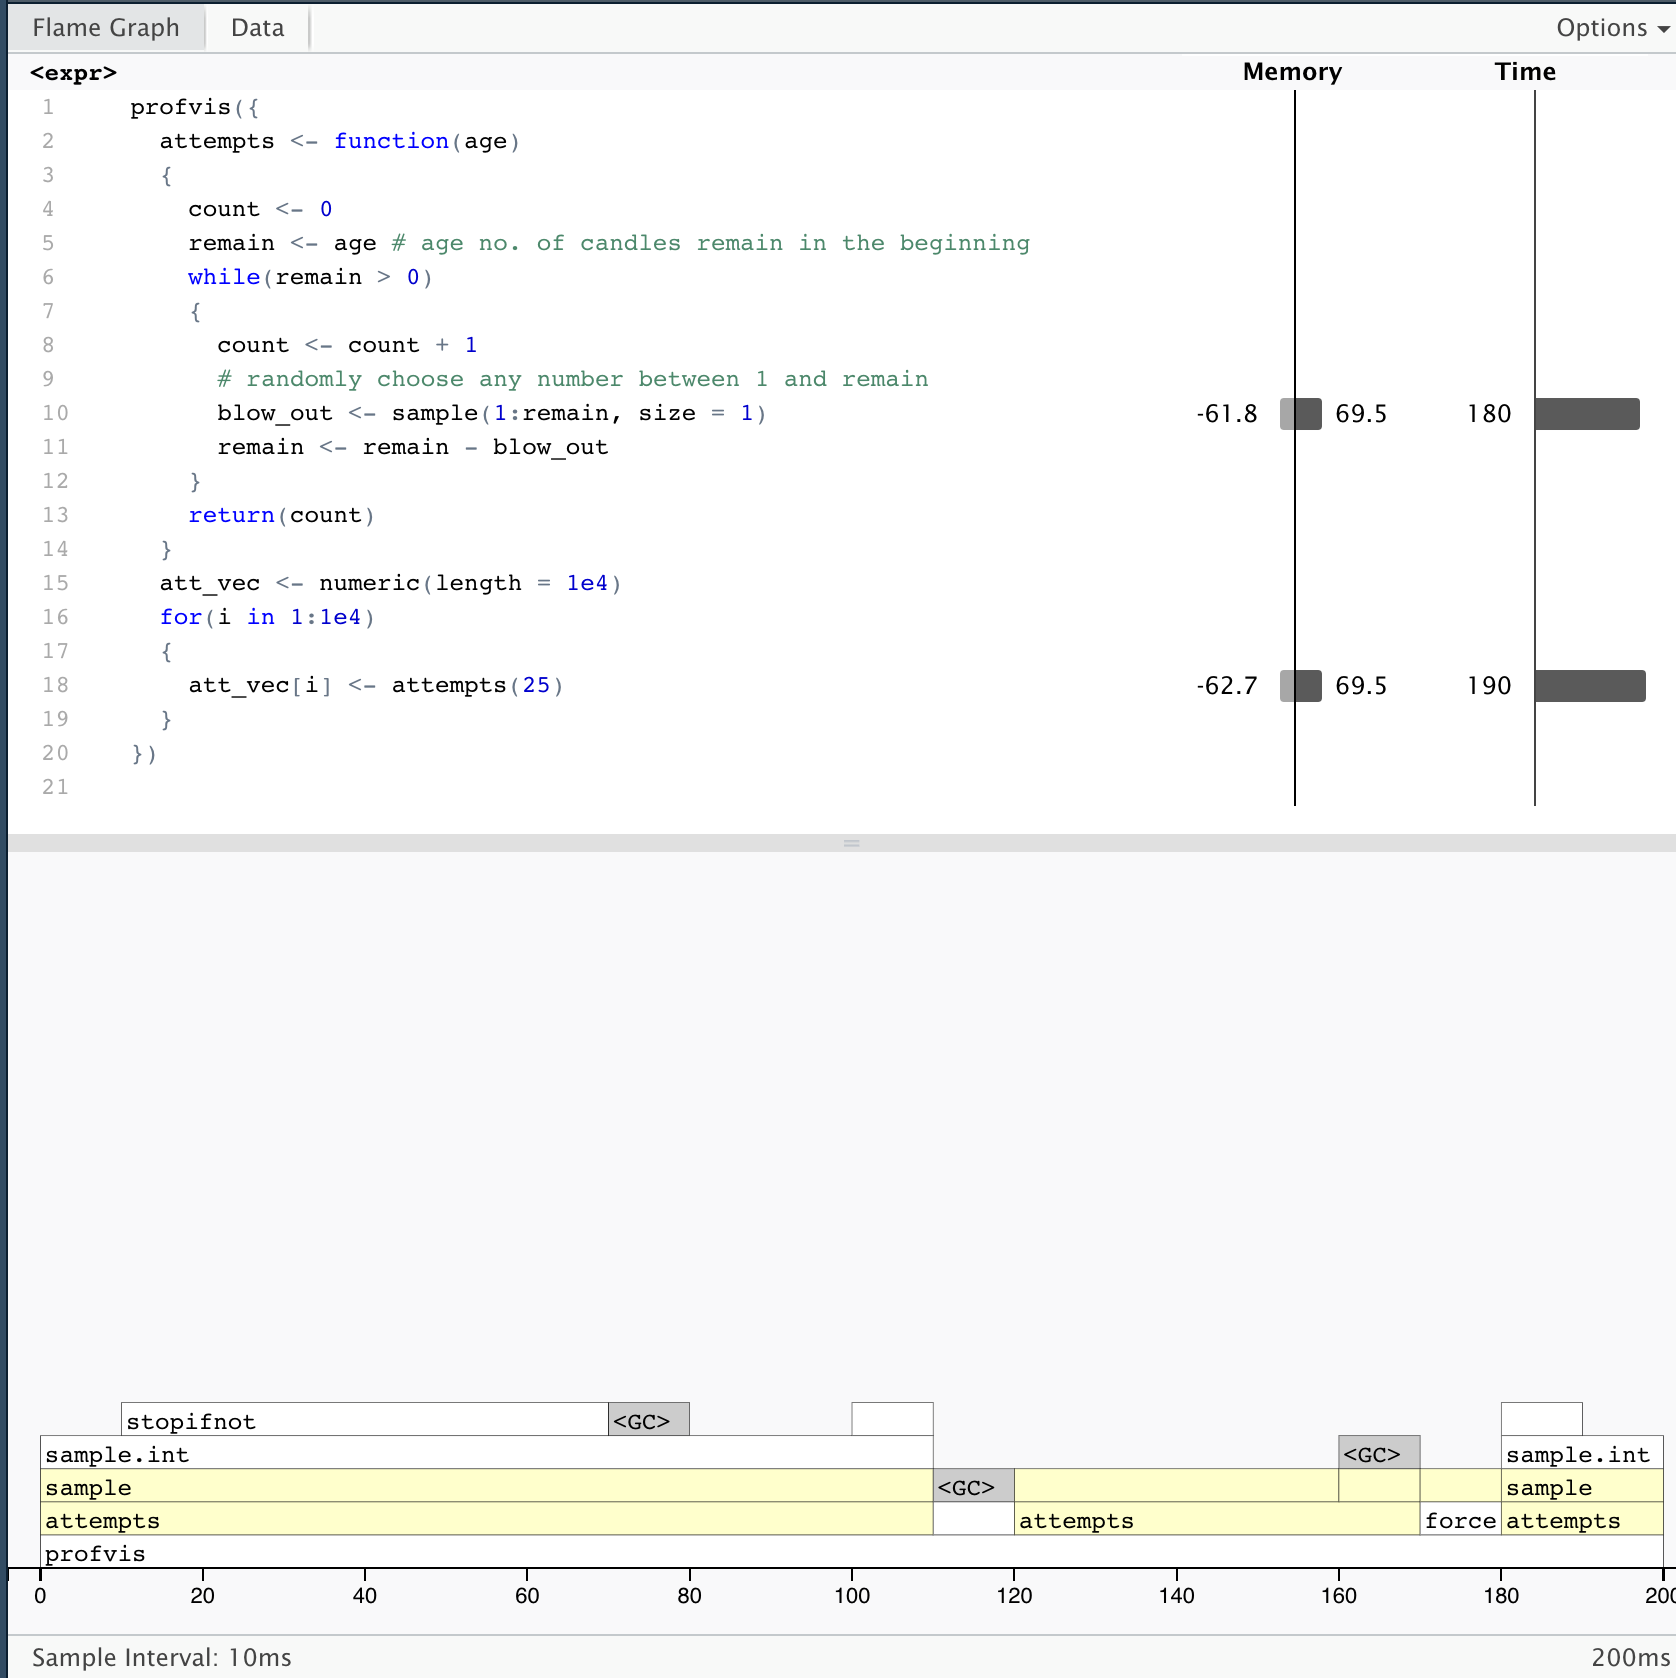 Flame Graph Data Options
<expr> Memory Time
1 profvis({
2 attempts <- function(age)
3 {
4 count <- 0
5 remain <- age # age no. of candles remain in the beginning
6 while(remain > 0)
7 {
8 count <- count + 1
9 # randomly choose any number between 1 and remain
10 blow_out <- sample(1:remain, size = 1) -61.8 69.5 180
11 remain <- remain - blow_out
12 }
13 return(count)
14 }
15 att_vec <- numeric(length = 1e4)
16 for(i in 1:1e4)
17 {
18 att_vec[i] <- attempts(25) -62.7 69.5 190
19 }
20 })
21
stopifnot <GC>
sample.int <GC> sample.int
sample <GC> sample
attempts attempts force attempts
profvis
0 20 40 60 80 100 120 140 160 180 200
Sample Interval: 10ms 200ms